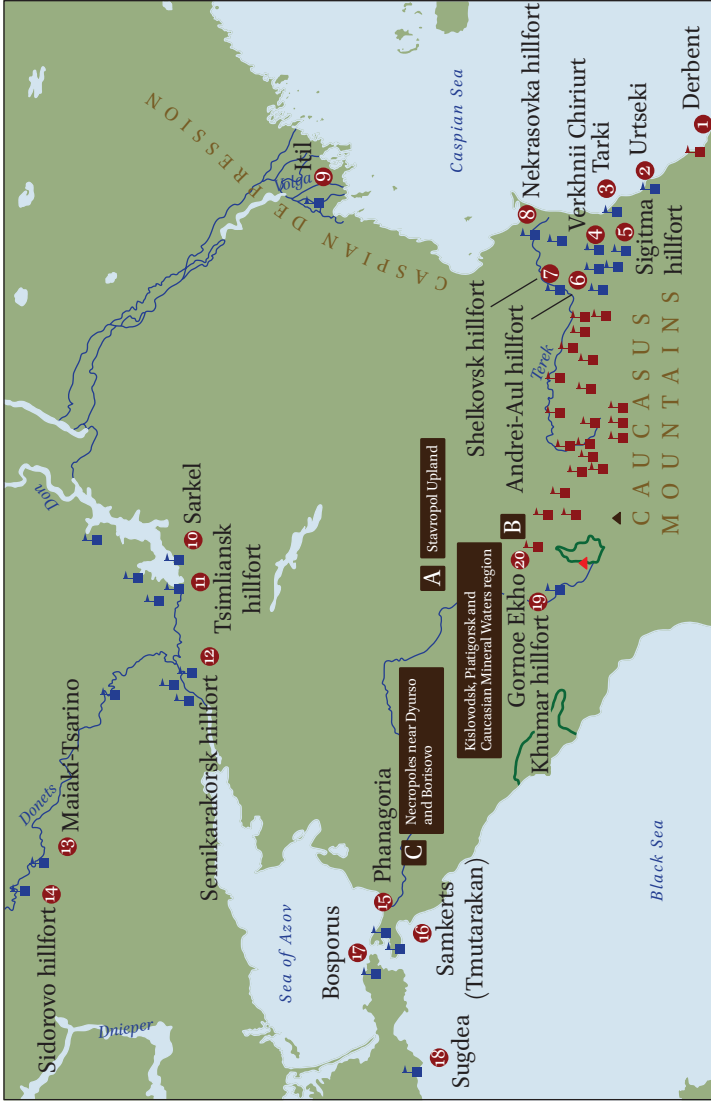 Sidorovo hillfort
14
13
Maiaki-Tsarino
Donets
Dnieper
Semikarakorsk hillfort
12
Tsimliansk
hillfort
11
10
Sarkel
Don
Volga
Itil
9
CASPIAN DEPRESSION
Caspian Sea
Sea of Azov
Bosporus
17
Phanagoria
15
Samkerts
(Tmutarakan)
16
Sugdea
18
Black Sea
C
Necropoles near Dyurso
and Borisovo
A
Stavropol Upland
B
Kislovodsk, Piatigorsk and
Caucasian Mineral Waters region
Gornoe Ekho
20
Khumar hillfort
19
Shelkovsk hillfort
7
Andrei-Aul hillfort
6
Terek
Nekrasovka hillfort
8
Verkhnii Chiriurt
4
Tarki
3
Sigitma
hillfort
5
Urtseki
2
Derbent
1
CAUCASUS
MOUNTAINS